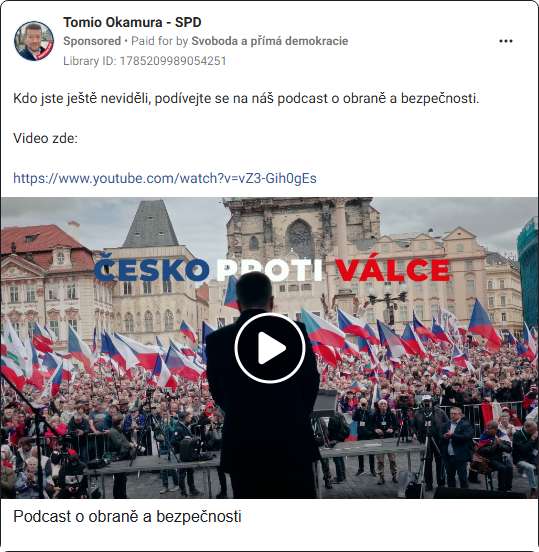 Tomio Okamura - SPD
Sponsored • Paid for by Svoboda a přímá demokracie
Library ID: 1785209989054251
Kdo jste ještě neviděli, podívejte se na náš podcast o obraně a bezpečnosti.
Video zde:
https://www.youtube.com/watch?v=vZ3-Gih0gEs
ČESKO PROTI VÁLCE
Podcast o obraně a bezpečnosti